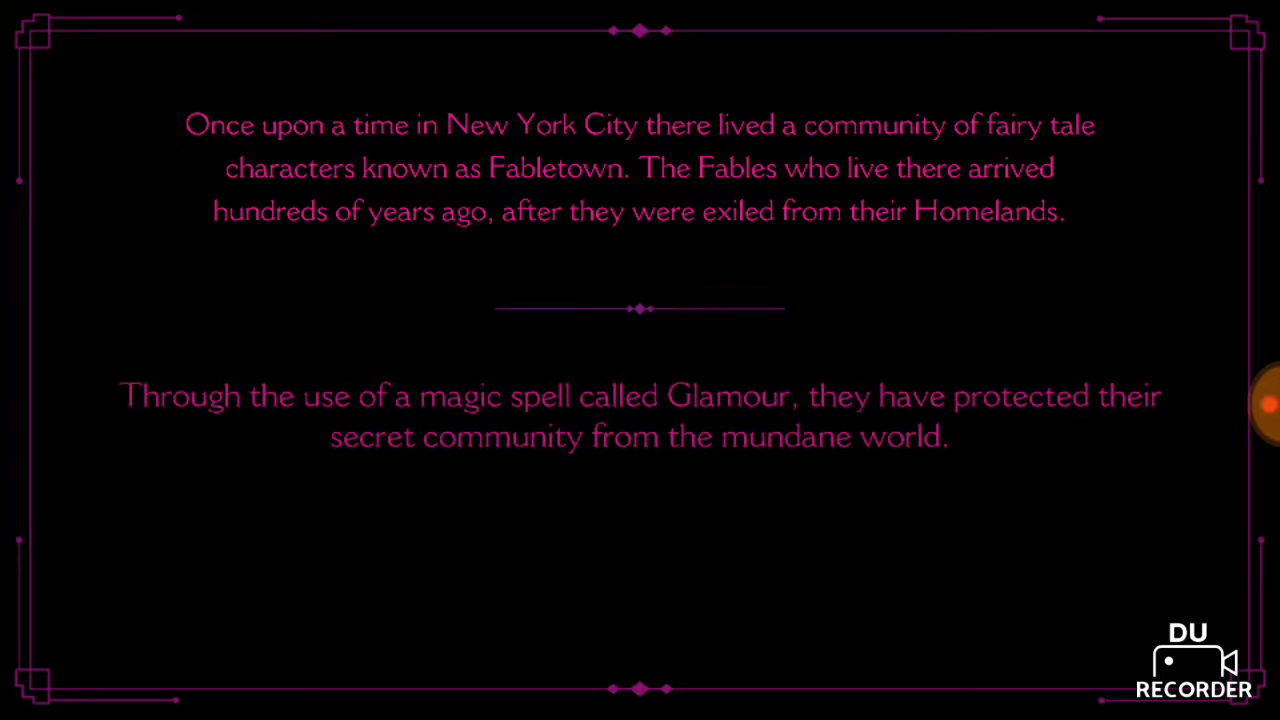 Once upon a time in New York City there lived a community of fairy tale
characters known as Fabletown. The Fables who live there arrived
hundreds of years ago, after they were exiled from their Homelands.
Through the use of a magic spell called Glamour, they have protected their
secret community from the mundane world.
DU
RECORDER